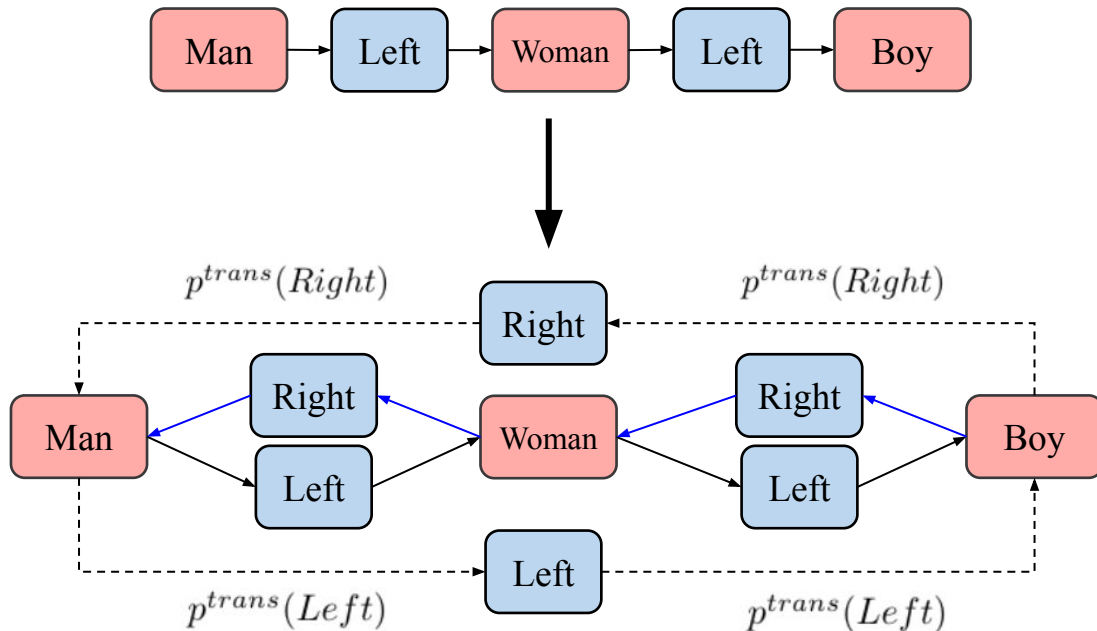 Man Left Woman Left Boy
p^{trans}(Right) p^{trans}(Right)
Right
Right Right
Man Woman Boy
Left Left
Left
p^{trans}(Left) p^{trans}(Left)